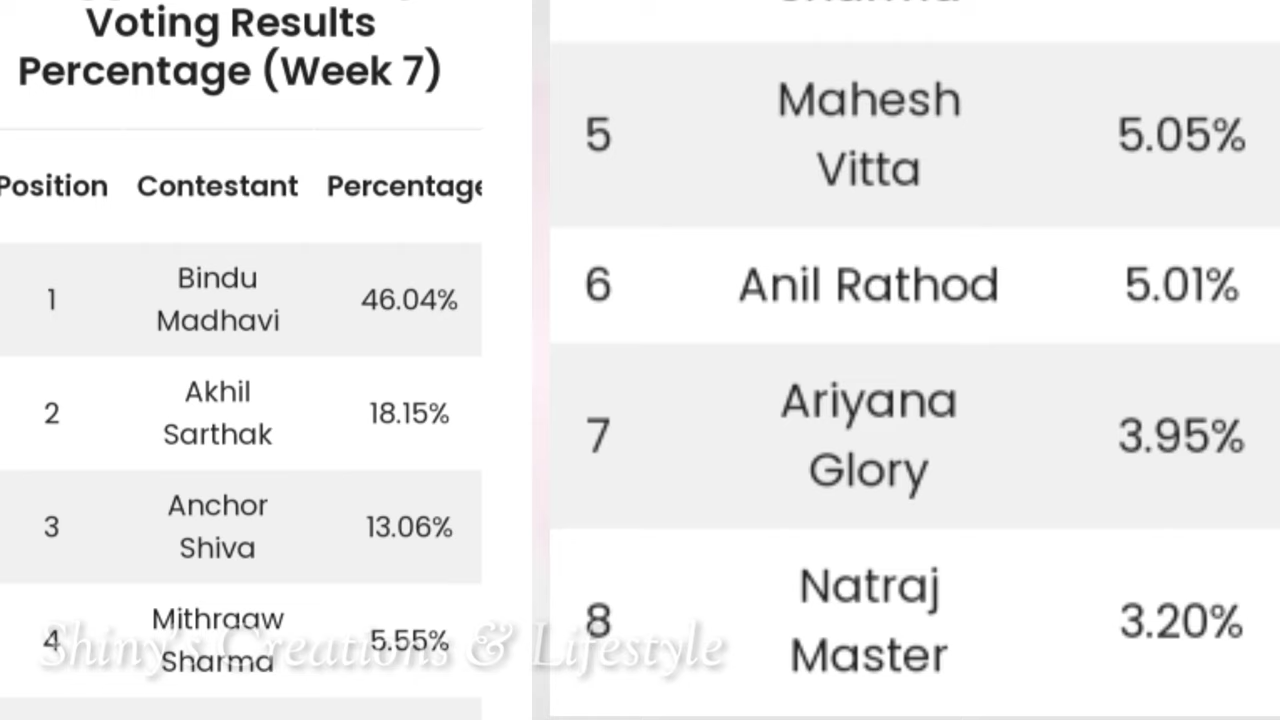 Voting Results
Percentage (Week 7)
Position Contestant Percentage
1 Bindu Madhavi 46.04%
2 Akhil Sarthak 18.15%
3 Anchor Shiva 13.06%
4 Mithraaw Sharma 5.55%
5 Mahesh Vitta 5.05%
6 Anil Rathod 5.01%
7 Ariyana Glory 3.95%
8 Natraj Master 3.20%
Shiny's Creations & Lifestyle